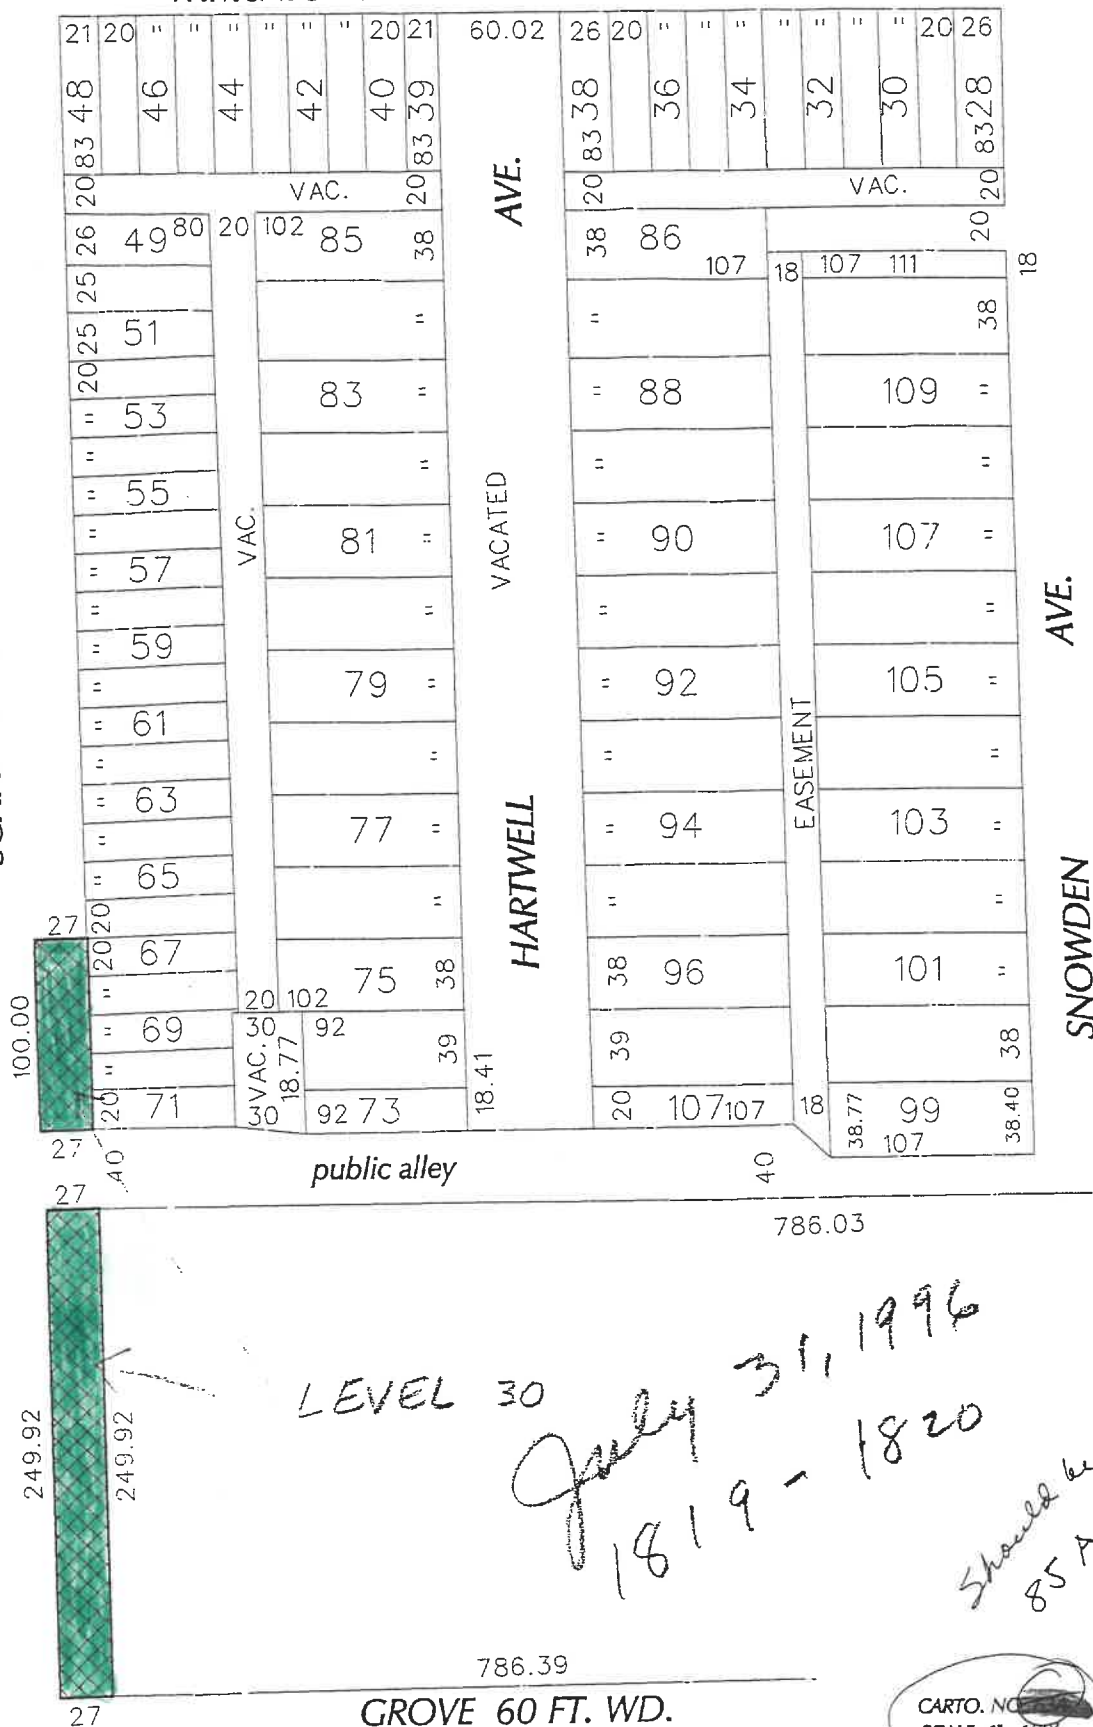 21 20 " " " " " " 20 21 60.02 26 20 " " " " " " " 20 26
48 46 44 42 40 39 38 36 34 32 30 28
83 83 83 83
20 VAC. 20 20 VAC. 20
26 49 80 20 102 85 38 AVE. 38 86 20
107 18 107 111 18
25 " " 38
25 51
20 83 " " 88 109 "
" 53
" " " "
" 55
" 81 " VACATED " 90 107 "
" 57 VAC.
" " " "
" 59 AVE.
" 79 " " 92 105 "
" 61
" " " EASEMENT "
" 63
" 77 " HARTWELL " 94 103 "
" 65
20 " " " SNOWDEN
27
20 67 75 38 38 96 101 "
" 20 102
100.00 " 69 30 92 39 39 38
" VAC. 18.77 18.41
20 71 30 92 73 20 107 107 18 38.77 99 38.40
107
27 40 public alley 40
27
786.03
LEVEL 30
July 31, 1996
1819 - 1820
249.92 249.92
Should be
85
786.39
27 GROVE 60 FT. WD.
CARTO.